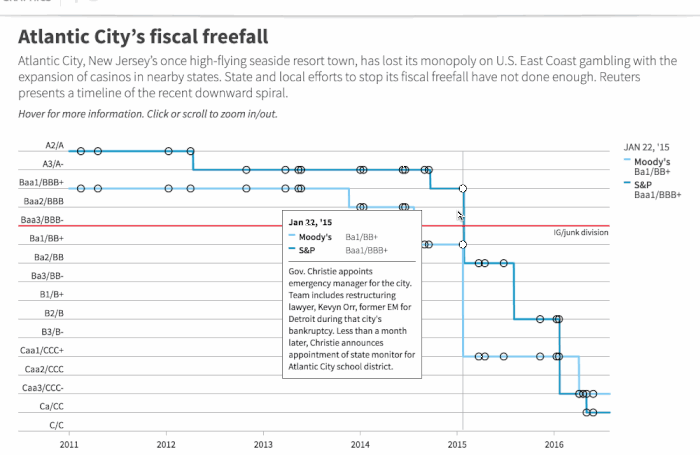 Atlantic City's fiscal freefall
Atlantic City, New Jersey's once high-flying seaside resort town, has lost its monopoly on U.S. East Coast gambling with the
expansion of casinos in nearby states. State and local efforts to stop its fiscal freefall have not done enough. Reuters
presents a timeline of the recent downward spiral.
Hover for more information. Click or scroll to zoom in/out.
A2/A
A3/A-
Baa1/BBB+
Baa2/BBB
Baa3/BBB-
Ba1/BB+
Ba2/BB
Ba3/BB-
B1/B+
B2/B
B3/B-
Caa1/CCC+
Caa2/CCC
Caa3/CCC-
Ca/CC
C/C
2011 2012 2013 2014 2015 2016
IG/junk division
JAN 22, '15
Moody's
Ba1/BB+
S&P
Baa1/BBB+
Jan 22, '15
Moody's Ba1/BB+
S&P Baa1/BBB+
Gov. Christie appoints
emergency manager for the city.
Team includes restructuring
lawyer, Kevyn Orr, former EM for
Detroit during that city's
bankruptcy. Less than a month
later, Christie announces
appointment of state monitor for
Atlantic City school district.